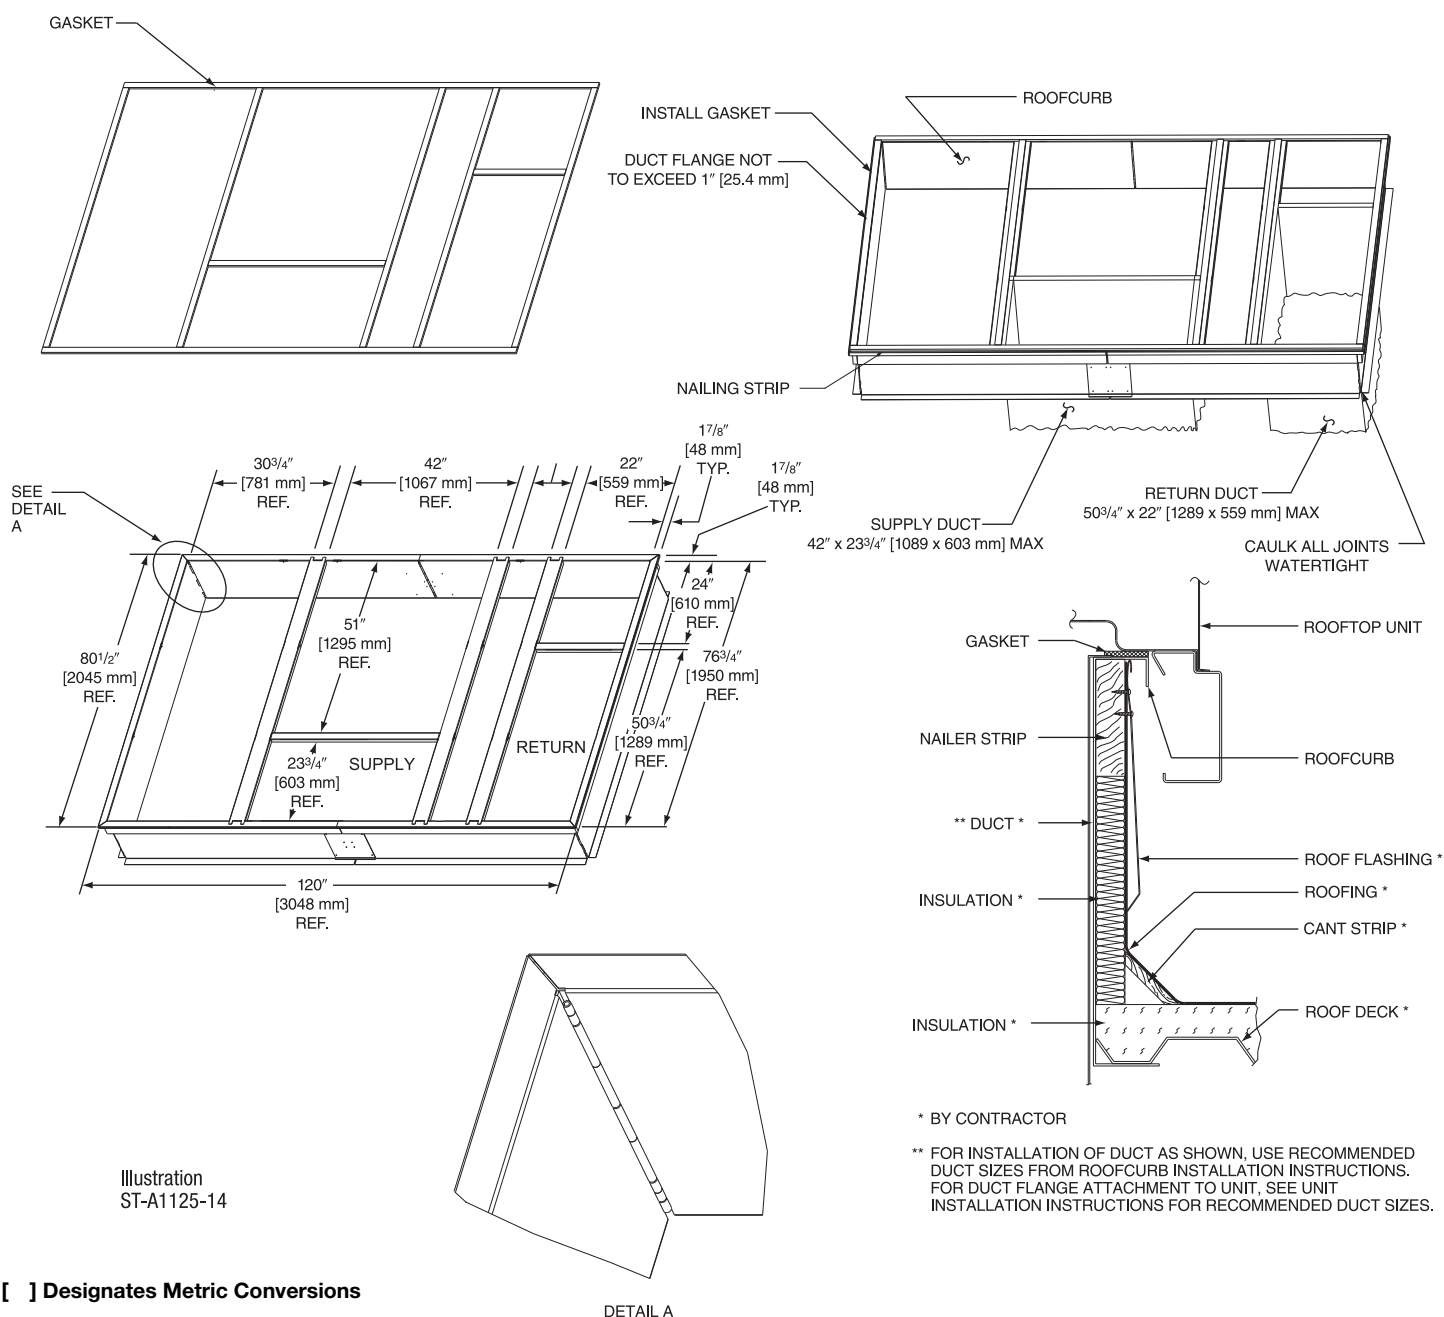 GASKET
INSTALL GASKET
DUCT FLANGE NOT
TO EXCEED 1″ [25.4 mm]
ROOFCURB
NAILING STRIP
SUPPLY DUCT
42″ x 233/4″ [1089 x 603 mm] MAX
RETURN DUCT
503/4″ x 22″ [1289 x 559 mm] MAX
CAULK ALL JOINTS
WATERTIGHT
SEE
DETAIL
A
303/4″
[781 mm]
REF.
42″
[1067 mm]
REF.
22″
[559 mm]
REF.
17/8″
[48 mm]
TYP.
17/8″
[48 mm]
TYP.
801/2″
[2045 mm]
REF.
51″
[1295 mm]
REF.
24″
[610 mm]
REF.
763/4″
[1950 mm]
REF.
503/4″
[1289 mm]
REF.
RETURN
SUPPLY
233/4″
[603 mm]
REF.
120″
[3048 mm]
REF.
GASKET
ROOFTOP UNIT
NAILER STRIP
ROOFCURB
** DUCT *
ROOF FLASHING *
INSULATION *
ROOFING *
CANT STRIP *
INSULATION *
ROOF DECK *
* BY CONTRACTOR
** FOR INSTALLATION OF DUCT AS SHOWN, USE RECOMMENDED
DUCT SIZES FROM ROOFCURB INSTALLATION INSTRUCTIONS.
FOR DUCT FLANGE ATTACHMENT TO UNIT, SEE UNIT
INSTALLATION INSTRUCTIONS FOR RECOMMENDED DUCT SIZES.
Illustration
ST-A1125-14
[ ] Designates Metric Conversions
DETAIL A